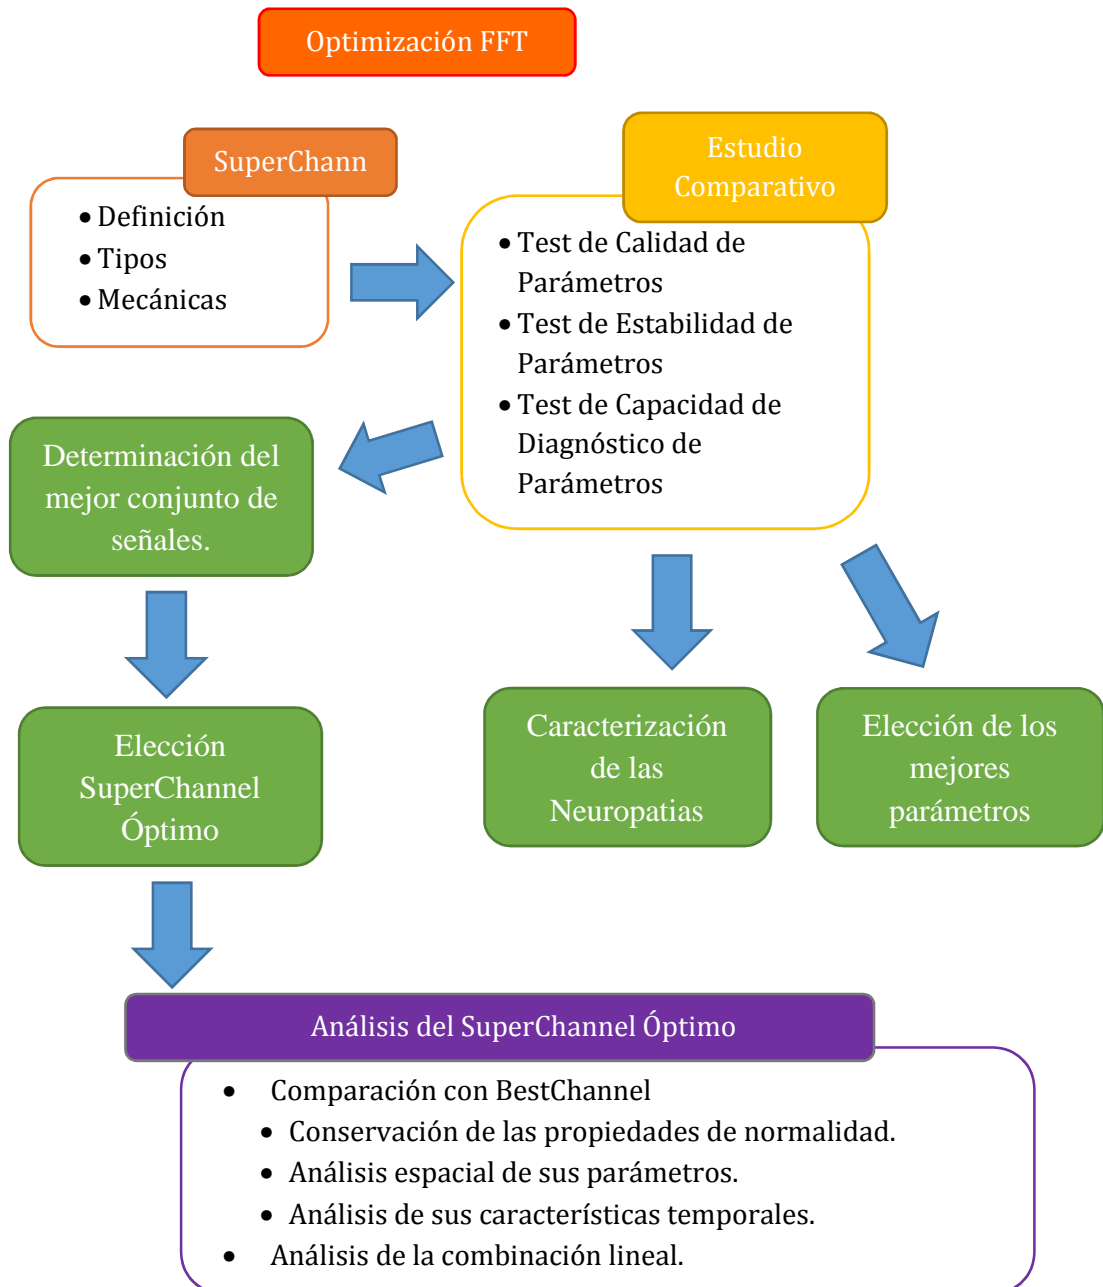 Optimización FFT
SuperChann
• Definición
• Tipos
• Mecánicas
Estudio
Comparativo
• Test de Calidad de
Parámetros
• Test de Estabilidad de
Parámetros
• Test de Capacidad de
Diagnóstico de
Parámetros
Determinación del
mejor conjunto de
señales.
Elección
SuperChannel
Óptimo
Caracterización
de las
Neuropatias
Elección de los
mejores
parámetros
Análisis del SuperChannel Óptimo
• Comparación con BestChannel
• Conservación de las propiedades de normalidad.
• Análisis espacial de sus parámetros.
• Análisis de sus características temporales.
• Análisis de la combinación lineal.